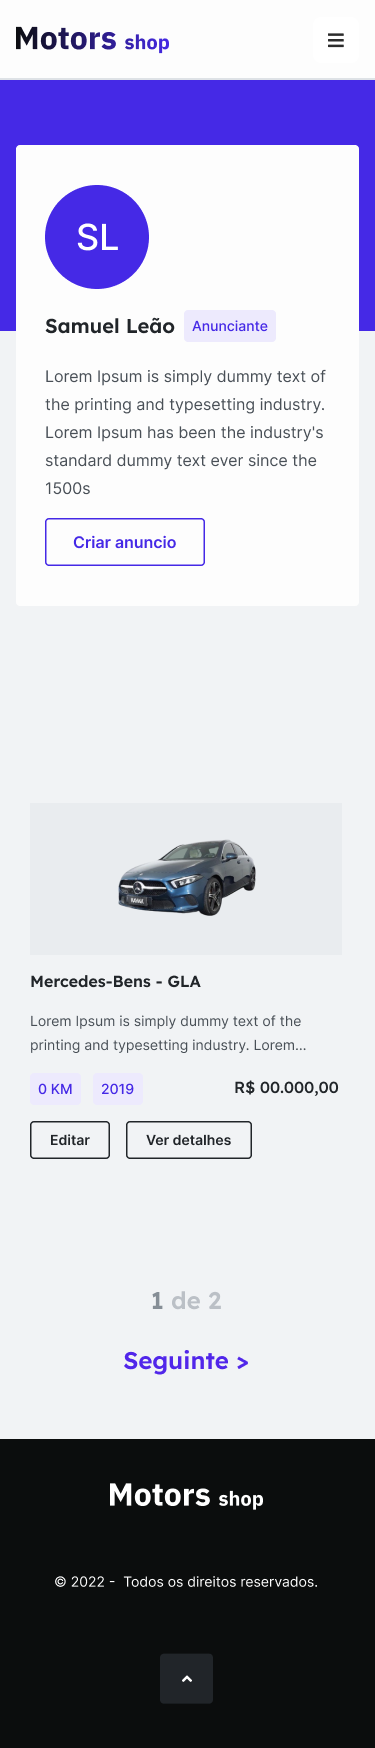 Motors shop
SL
Samuel Leão Anunciante
Lorem Ipsum is simply dummy text of
the printing and typesetting industry.
Lorem Ipsum has been the industry's
standard dummy text ever since the
1500s
Criar anuncio
Mercedes-Bens - GLA
Lorem Ipsum is simply dummy text of the
printing and typesetting industry. Lorem...
0 KM 2019 R$ 00.000,00
Editar Ver detalhes
1 de 2
Seguinte >
Motors shop
© 2022 - Todos os direitos reservados.